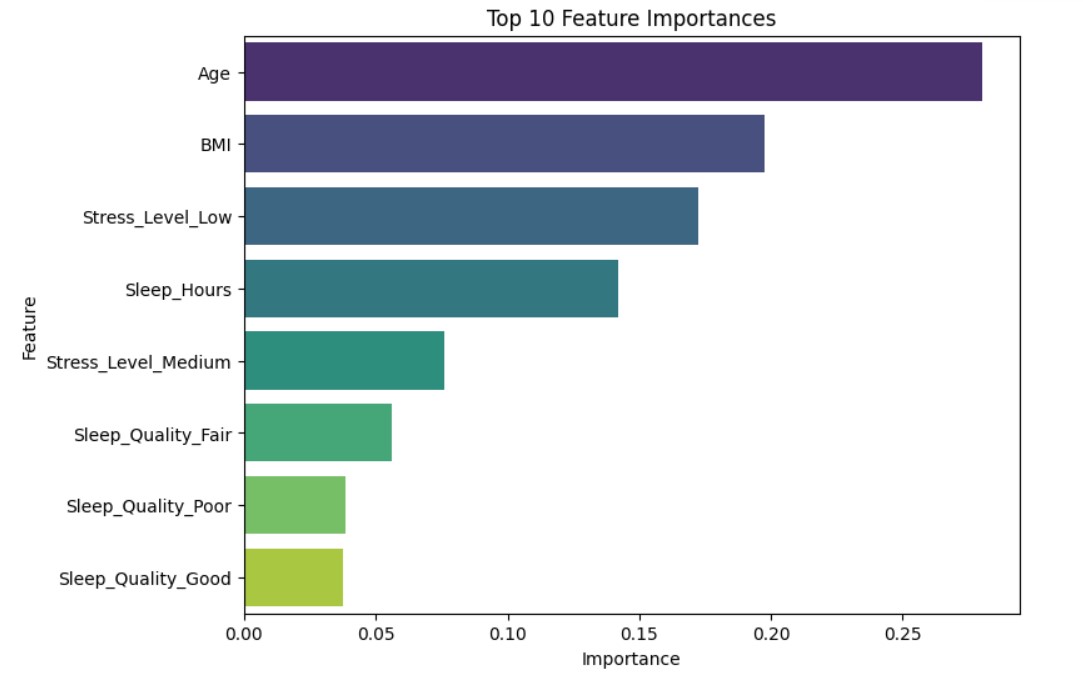 Top 10 Feature Importances
Age
BMI
Stress_Level_Low
Sleep_Hours
Feature
Stress_Level_Medium
Sleep_Quality_Fair
Sleep_Quality_Poor
Sleep_Quality_Good
0.00 0.05 0.10 0.15 0.20 0.25
Importance